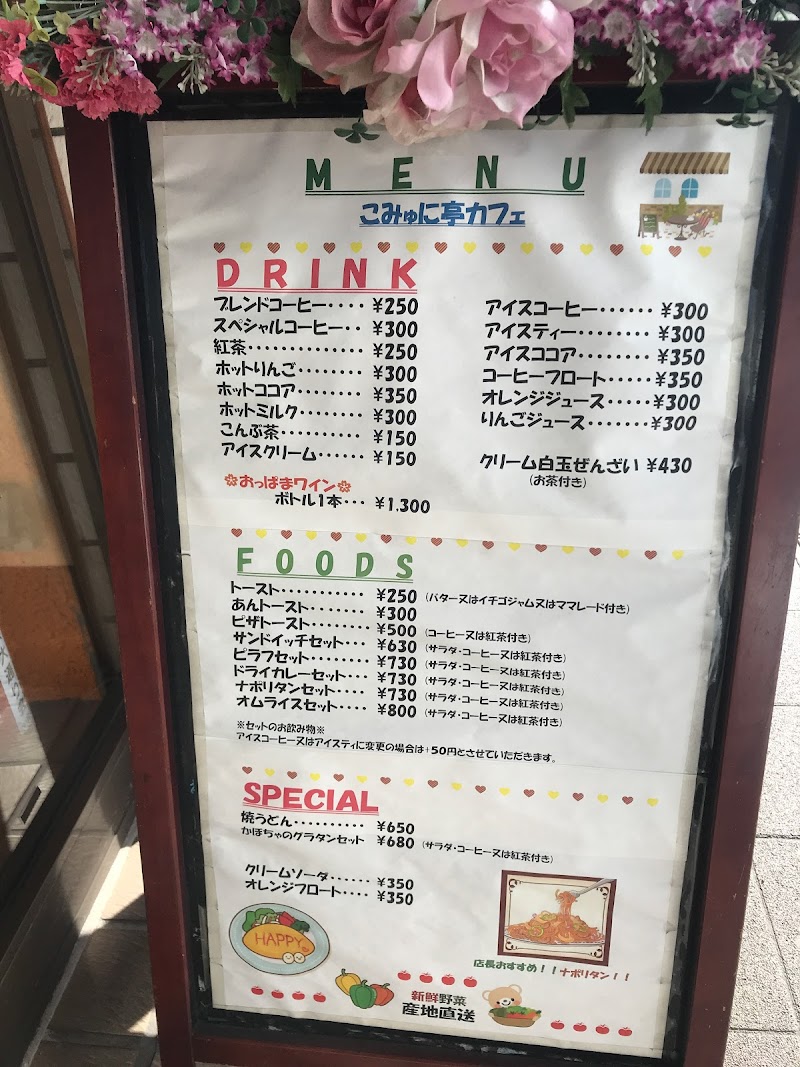 MENU
こみゅに亭カフェ
DRINK
ブレンドコーヒー････ ¥250
スペシャルコーヒー･･ ¥300
紅茶･････････････ ¥250
ホットりんご････････ ¥300
ホットココア････････ ¥350
ホットミルク････････ ¥300
こんぶ茶･･････････ ¥150
アイスクリーム･･････ ¥150
おっぱまワイン
ボトル1本･･･ ¥1.300
アイスコーヒー･･････ ¥300
アイスティー････････ ¥300
アイスココア････････ ¥350
コーヒーフロート･････ ¥350
オレンジジュース･････ ¥300
りんごジュース･･･････ ¥300
クリーム白玉ぜんざい ¥430
(お茶付き)
FOODS
トースト･･･････････ ¥250 (バター又はイチゴジャム又はママレード付き)
あんトースト･･･････ ¥300
ピザトースト････････ ¥500 (コーヒー又は紅茶付き)
サンドイッチセット･･･ ¥630 (サラダ･コーヒー又は紅茶付き)
ピラフセット････････ ¥730 (サラダ･コーヒー又は紅茶付き)
ドライカレーセット･･･ ¥730 (サラダ･コーヒー又は紅茶付き)
ナポリタンセット････ ¥730 (サラダ･コーヒー又は紅茶付き)
オムライスセット････ ¥800 (サラダ･コーヒー又は紅茶付き)
※セットのお飲み物※
アイスコーヒー又はアイスティに変更の場合は+50円とさせていただきます。
SPECIAL
焼うどん･･････････ ¥650
かぼちゃのグラタンセット ¥680 (サラダ･コーヒー又は紅茶付き)
クリームソーダ･･････ ¥350
オレンジフロート････ ¥350
HAPPY
店長おすすめ！！ナポリタン！！
新鮮野菜
産地直送